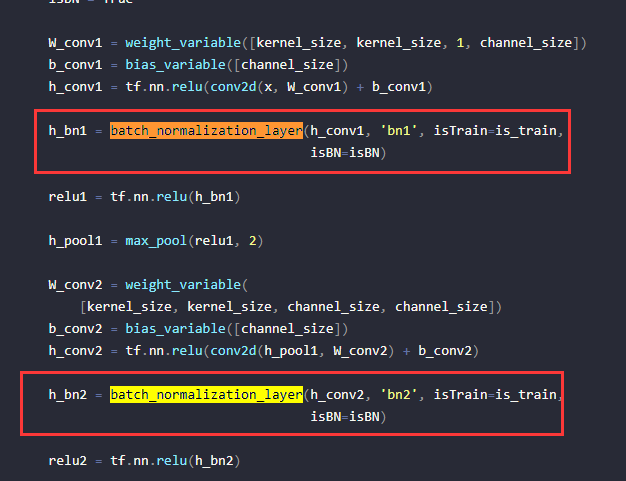 isBN = True
W_conv1 = weight_variable([kernel_size, kernel_size, 1, channel_size])
b_conv1 = bias_variable([channel_size])
h_conv1 = tf.nn.relu(conv2d(x, W_conv1) + b_conv1)
h_bn1 = batch_normalization_layer(h_conv1, 'bn1', isTrain=is_train,
isBN=isBN)
relu1 = tf.nn.relu(h_bn1)
h_pool1 = max_pool(relu1, 2)
W_conv2 = weight_variable(
[kernel_size, kernel_size, channel_size, channel_size])
b_conv2 = bias_variable([channel_size])
h_conv2 = tf.nn.relu(conv2d(h_pool1, W_conv2) + b_conv2)
h_bn2 = batch_normalization_layer(h_conv2, 'bn2', isTrain=is_train,
isBN=isBN)
relu2 = tf.nn.relu(h_bn2)